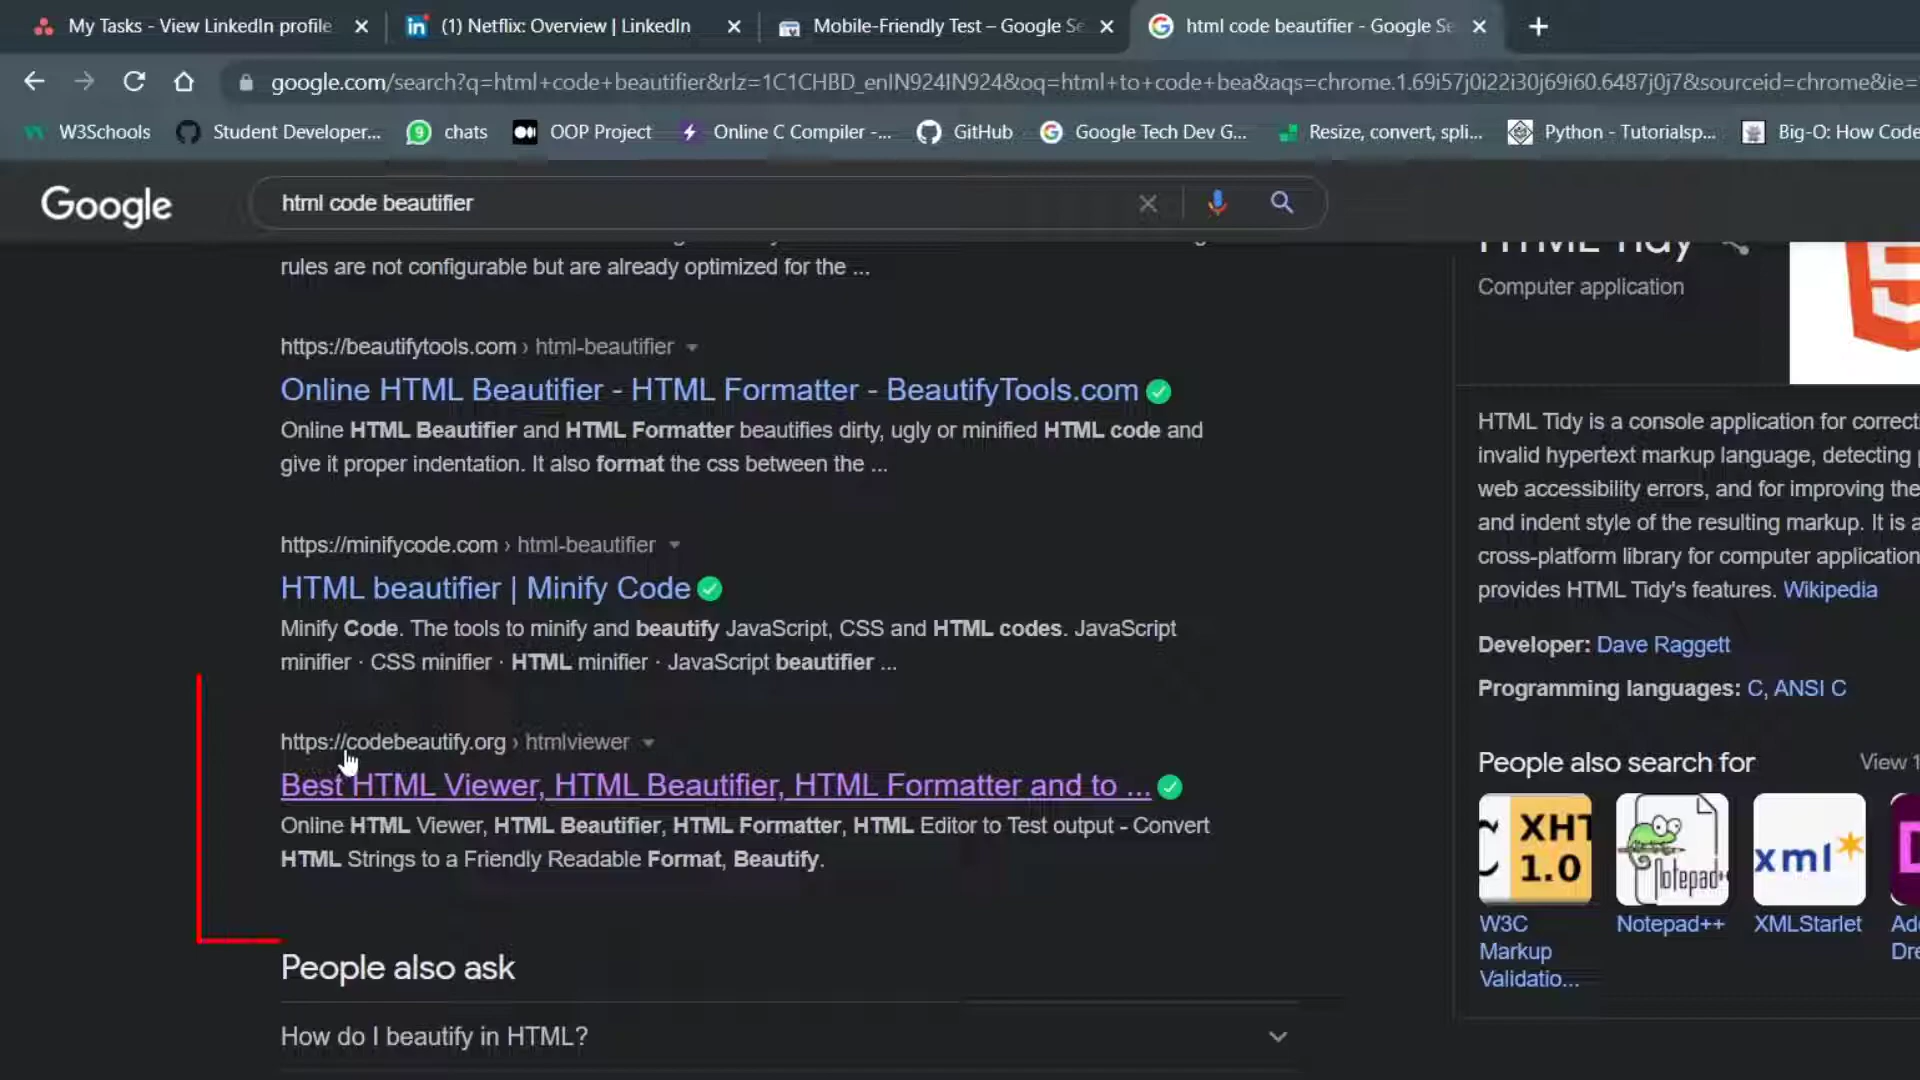 My Tasks - View LinkedIn profile
(1) Netflix: Overview | LinkedIn
Mobile-Friendly Test – Google Se
html code beautifier - Google Se
google.com/search?q=html+code+beautifier&rlz=1C1CHBD_enIN924IN924&oq=html+to+code+bea&aqs=chrome.1.69i57j0i22i30j69i60.6487j0j7&sourceid=chrome&ie=
W3Schools
Student Developer...
chats
OOP Project
Online C Compiler -...
GitHub
Google Tech Dev G...
Resize, convert, spli...
Python - Tutorialsp...
Big-O: How Code
Google
html code beautifier
rules are not configurable but are already optimized for the ...
https://beautifytools.com › html-beautifier
Online HTML Beautifier - HTML Formatter - BeautifyTools.com
Online HTML Beautifier and HTML Formatter beautifies dirty, ugly or minified HTML code and
give it proper indentation. It also format the css between the ...
https://minifycode.com › html-beautifier
HTML beautifier | Minify Code
Minify Code. The tools to minify and beautify JavaScript, CSS and HTML codes. JavaScript
minifier · CSS minifier · HTML minifier · JavaScript beautifier ...
https://codebeautify.org › htmlviewer
Best HTML Viewer, HTML Beautifier, HTML Formatter and to ...
Online HTML Viewer, HTML Beautifier, HTML Formatter, HTML Editor to Test output - Convert
HTML Strings to a Friendly Readable Format, Beautify.
People also ask
How do I beautify in HTML?
HTML Tidy
Computer application
HTML Tidy is a console application for correct
invalid hypertext markup language, detecting
web accessibility errors, and for improving the
and indent style of the resulting markup. It is a
cross-platform library for computer application
provides HTML Tidy's features. Wikipedia
Developer: Dave Raggett
Programming languages: C, ANSI C
People also search for
View 1
C XHT
1.0
Notepad+
xml
W3C
Markup
Validatio...
Notepad++
XMLStarlet
Ado
Dre